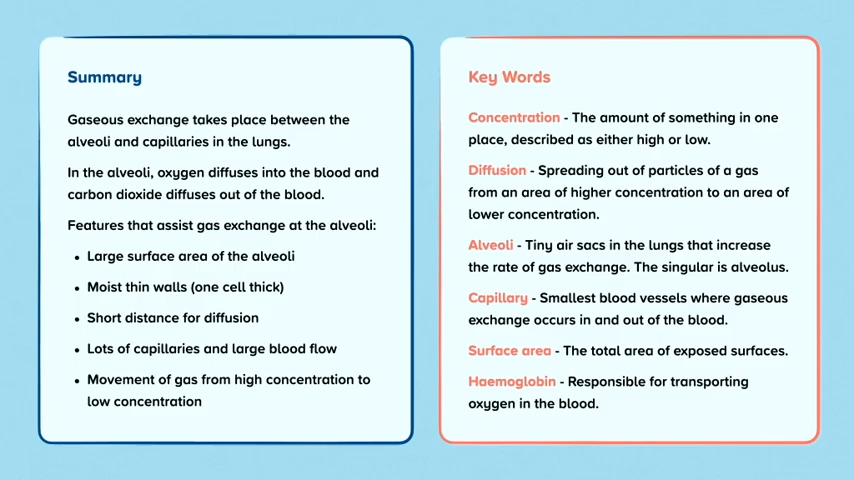 Summary
Gaseous exchange takes place between the
alveoli and capillaries in the lungs.
In the alveoli, oxygen diffuses into the blood and
carbon dioxide diffuses out of the blood.
Features that assist gas exchange at the alveoli:
• Large surface area of the alveoli
• Moist thin walls (one cell thick)
• Short distance for diffusion
• Lots of capillaries and large blood flow
• Movement of gas from high concentration to
low concentration
Key Words
Concentration - The amount of something in one
place, described as either high or low.
Diffusion - Spreading out of particles of a gas
from an area of higher concentration to an area of
lower concentration.
Alveoli - Tiny air sacs in the lungs that increase
the rate of gas exchange. The singular is alveolus.
Capillary - Smallest blood vessels where gaseous
exchange occurs in and out of the blood.
Surface area - The total area of exposed surfaces.
Haemoglobin - Responsible for transporting
oxygen in the blood.